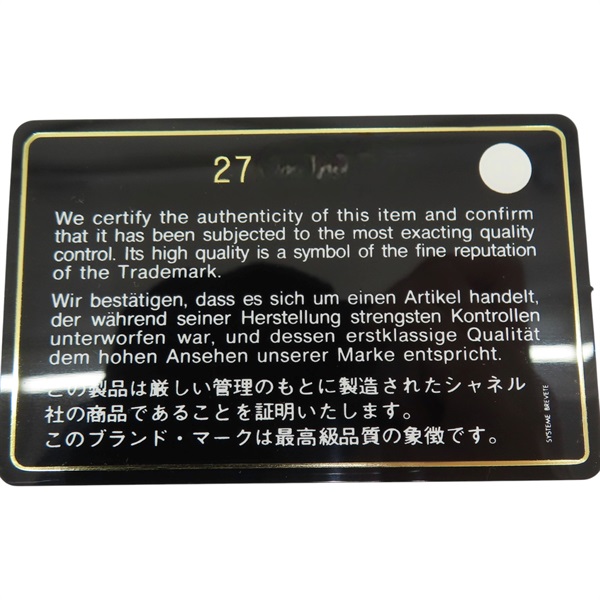 27
We certify the authenticity of this item and confirm
that it has been subjected to the most exacting quality
control. Its high quality is a symbol of the fine reputation
of the Trademark.
Wir bestätigen, dass es sich um einen Artikel handelt,
der während seiner Herstellung strengsten Kontrollen
unterworfen war, und dessen erstklassige Qualität
dem hohen Ansehen unserer Marke entspricht.
この製品は厳しい管理のもとに製造されたシャネル
社の商品であることを証明いたします。
このブランド・マークは最高級品質の象徴です。
SYSTEME BREVETE